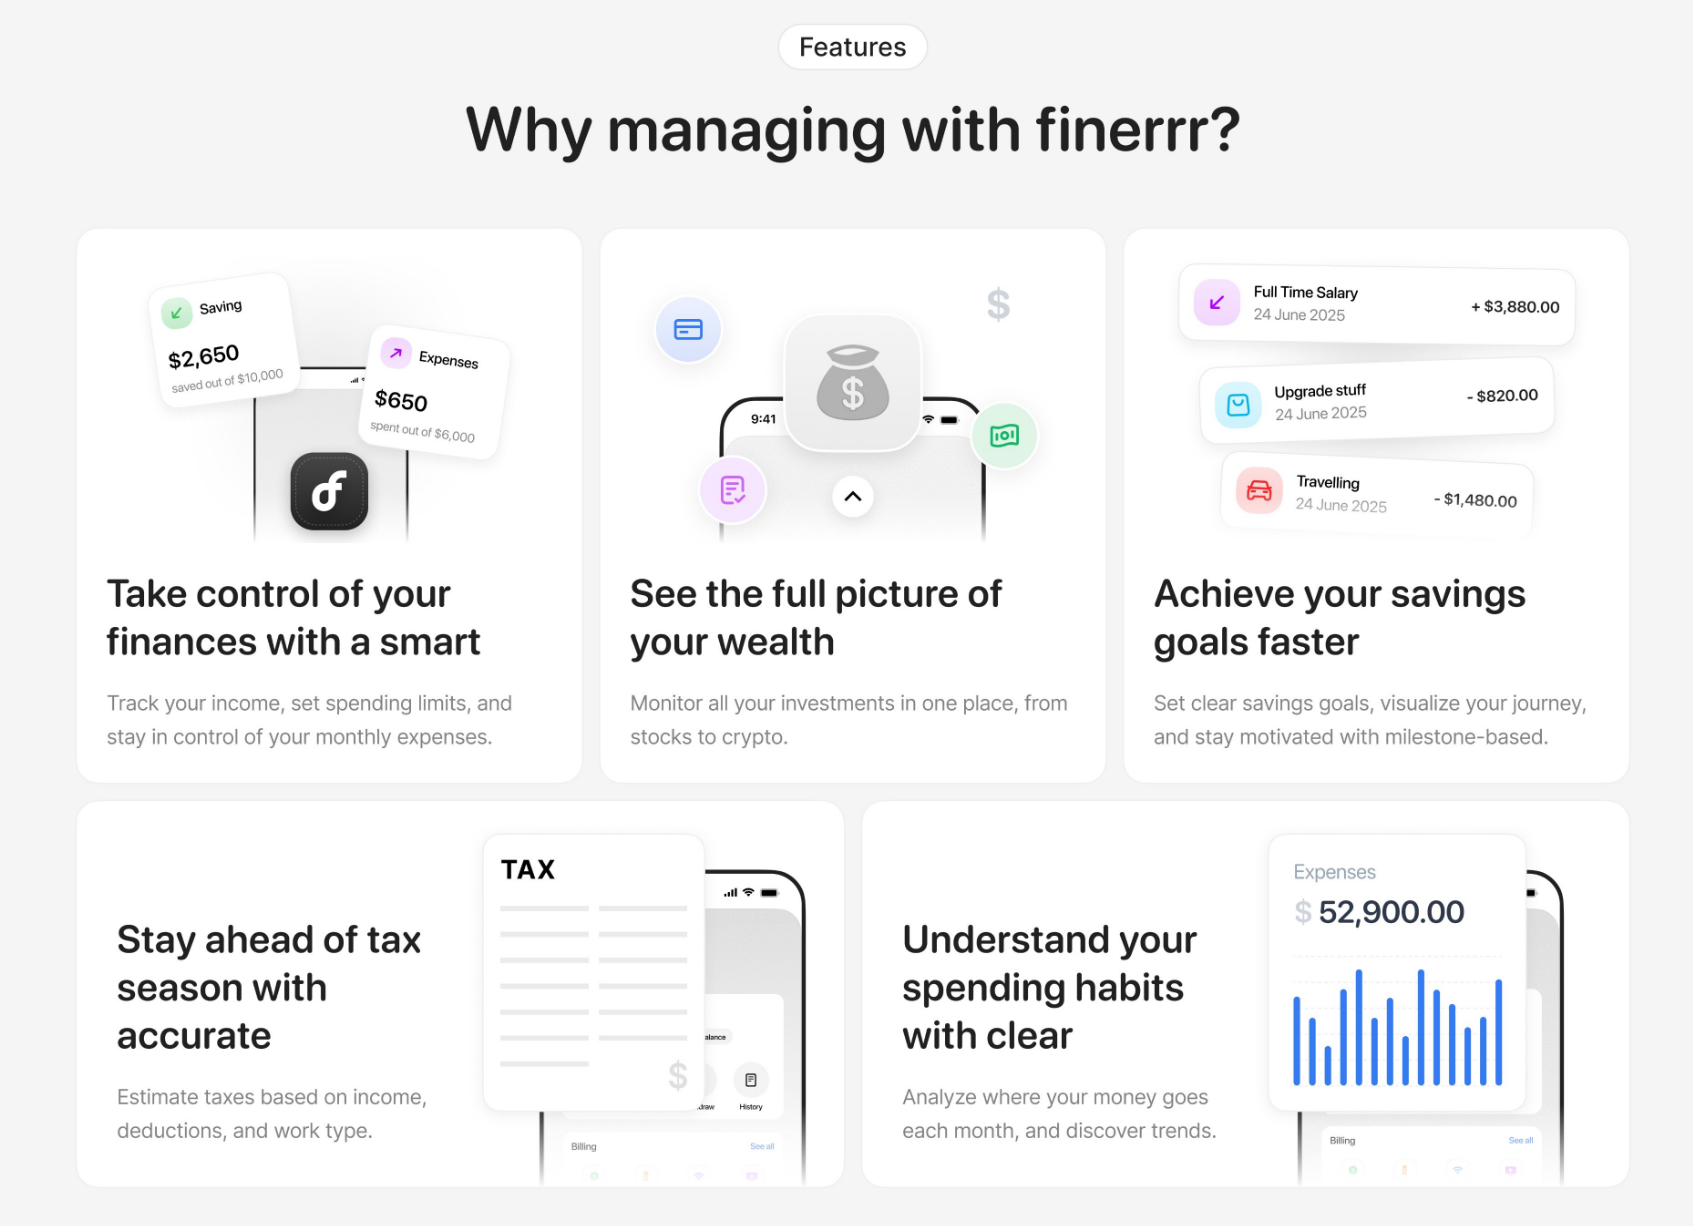 Features
Why managing with finerrr?
Saving
$2,650
saved out of $10,000
Expenses
$650
spent out of $6,000
Take control of your
finances with a smart
Track your income, set spending limits, and
stay in control of your monthly expenses.
$
9:41
$
See the full picture of
your wealth
Monitor all your investments in one place, from
stocks to crypto.
Full Time Salary
24 June 2025
+ $3,880.00
Upgrade stuff
24 June 2025
- $820.00
Travelling
24 June 2025
- $1,480.00
Achieve your savings
goals faster
Set clear savings goals, visualize your journey,
and stay motivated with milestone-based.
Stay ahead of tax
season with
accurate
Estimate taxes based on income,
deductions, and work type.
TAX
$
alance
draw
History
Billing
See all
Understand your
spending habits
with clear
Analyze where your money goes
each month, and discover trends.
Expenses
$ 52,900.00
Billing
See all